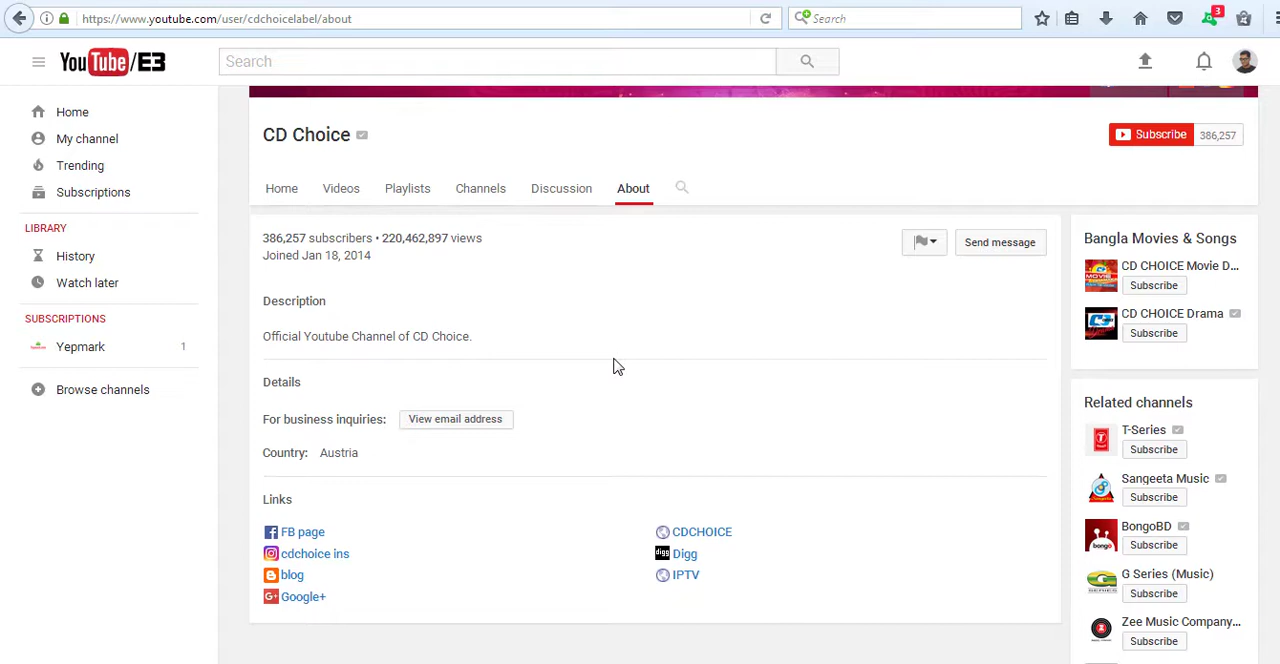 https://www.youtube.com/user/cdchoicelabel/about
Search
3
YouTube/E3
Search
Home
My channel
Trending
Subscriptions
LIBRARY
History
Watch later
SUBSCRIPTIONS
Yepmark 1
Browse channels
CD Choice
Subscribe 386,257
Home Videos Playlists Channels Discussion About
386,257 subscribers • 220,462,897 views
Joined Jan 18, 2014
Send message
Description
Official Youtube Channel of CD Choice.
Details
For business inquiries: View email address
Country: Austria
Links
FB page CDCHOICE
cdchoice ins Digg
blog IPTV
Google+
Bangla Movies & Songs
CD CHOICE Movie D...
Subscribe
CD CHOICE Drama
Subscribe
Related channels
T-Series
Subscribe
Sangeeta Music
Subscribe
BongoBD
Subscribe
G Series (Music)
Subscribe
Zee Music Company...
Subscribe